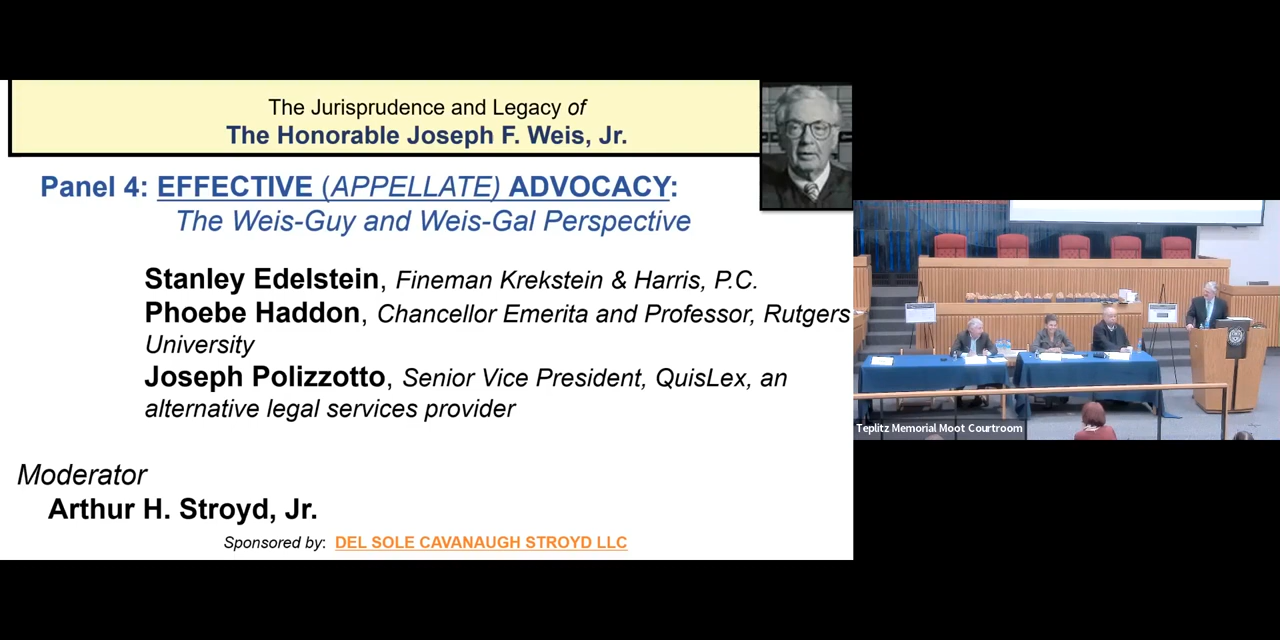 The Jurisprudence and Legacy of
The Honorable Joseph F. Weis, Jr.
Panel 4: EFFECTIVE (APPELLATE) ADVOCACY:
The Weis-Guy and Weis-Gal Perspective
Stanley Edelstein, Fineman Krekstein & Harris, P.C.
Phoebe Haddon, Chancellor Emerita and Professor, Rutgers
University
Joseph Polizzotto, Senior Vice President, QuisLex, an
alternative legal services provider
Moderator
Arthur H. Stroyd, Jr.
Sponsored by: DEL SOLE CAVANAUGH STROYD LLC
Teplitz Memorial Moot Courtroom